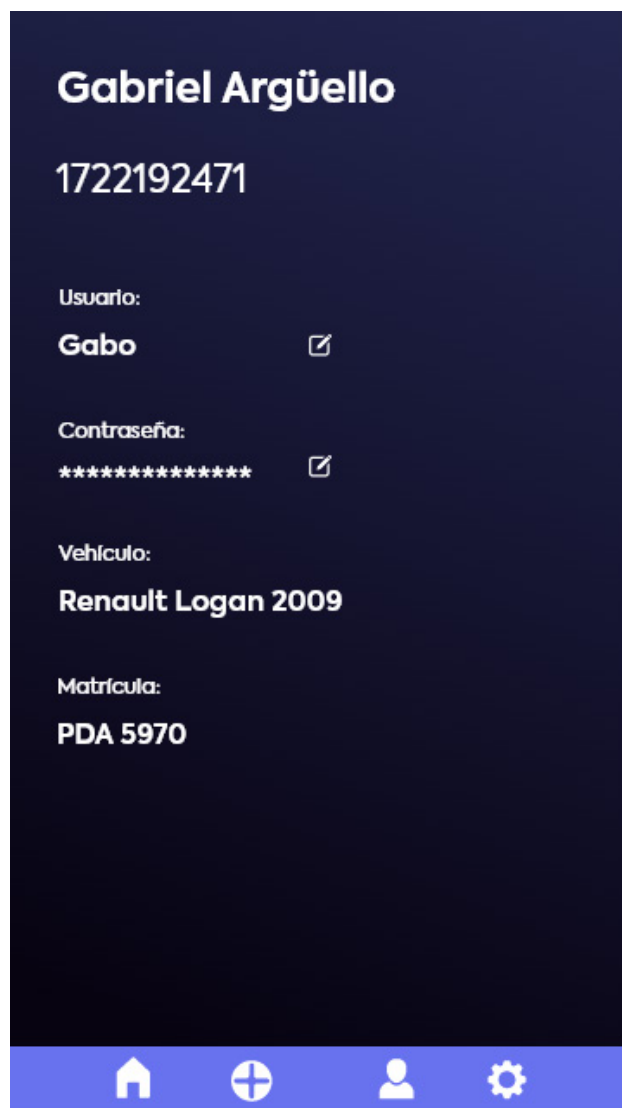 Gabriel Argüello
1722192471
Usuario:
Gabo
Contraseña:
**************
Vehículo:
Renault Logan 2009
Matrícula:
PDA 5970